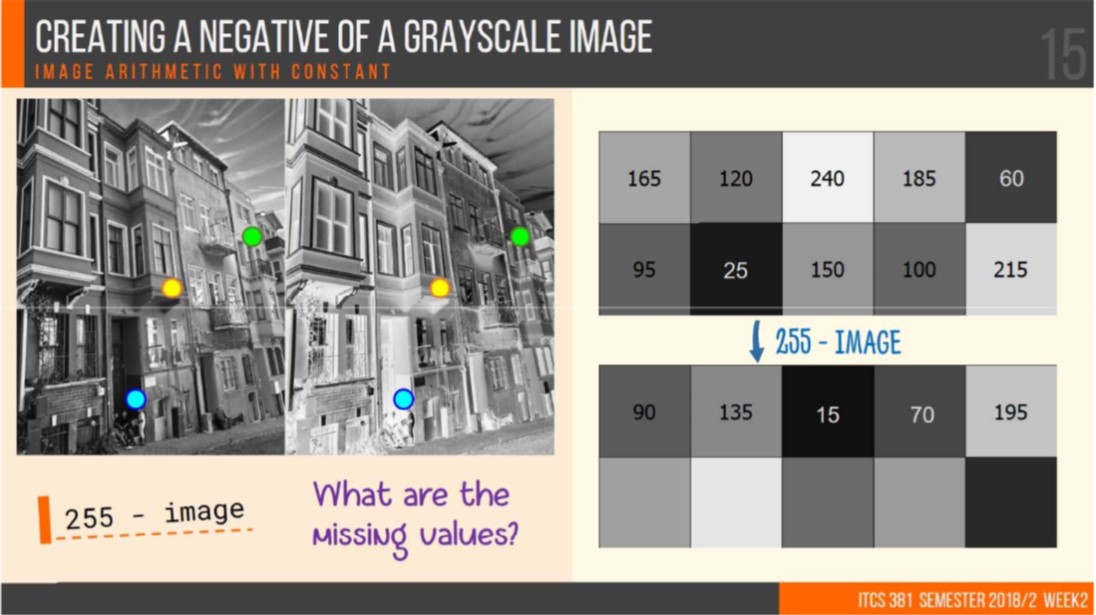 CREATING A NEGATIVE OF A GRAYSCALE IMAGE
15
IMAGE ARITHMETIC WITH CONSTANT
165 120 240 185 60
95 25 150 100 215
255 - IMAGE
90 135 15 70 195
255 - image
What are the
missing values?
ITCS 381 SEMESTER 2018/2 WEEK2